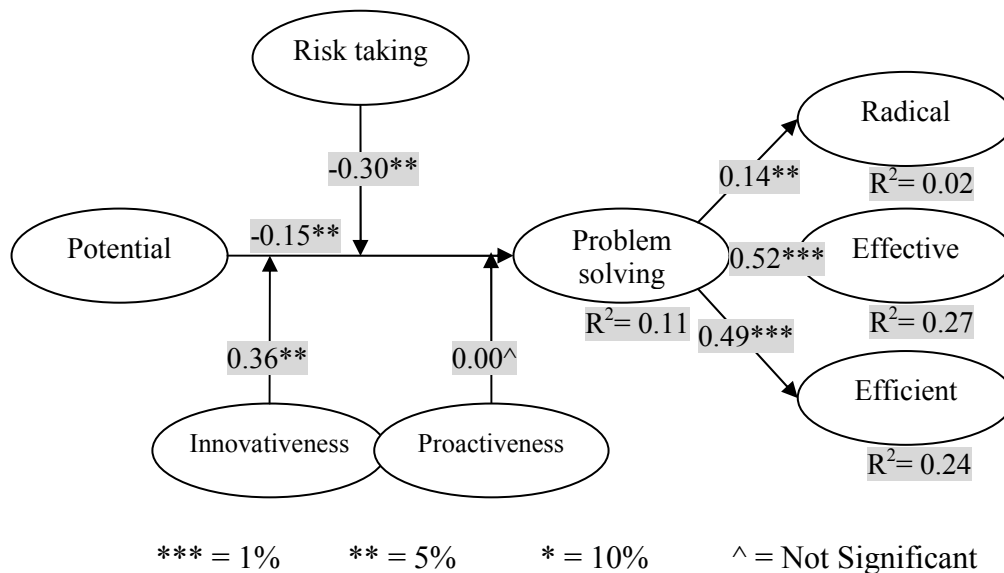 Risk taking
Radical
-0.30**
0.14**
R²= 0.02
Potential
-0.15**
Problem
solving
0.52***
Effective
R²= 0.11
R²= 0.27
0.36**
0.00^
0.49***
Efficient
Innovativeness
Proactiveness
R²= 0.24
*** = 1% ** = 5% * = 10% ^ = Not Significant